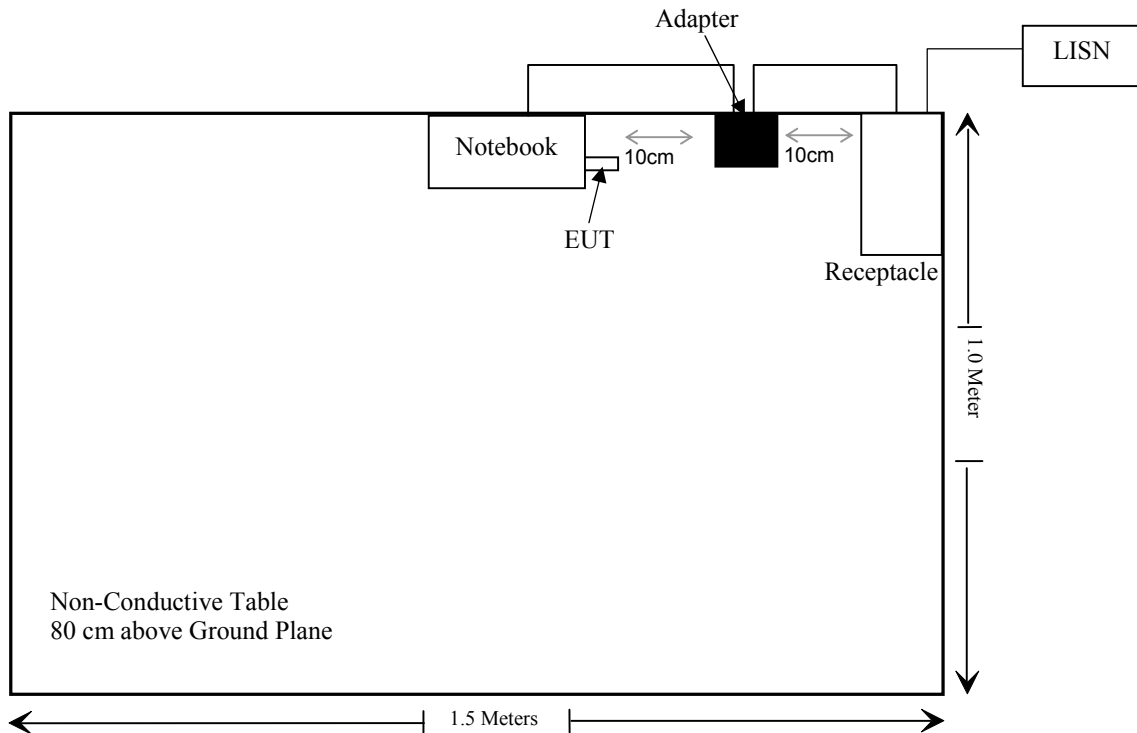 Adapter
LISN
Notebook
10cm
10cm
EUT
Receptacle
1.0 Meter
Non-Conductive Table
80 cm above Ground Plane
1.5 Meters